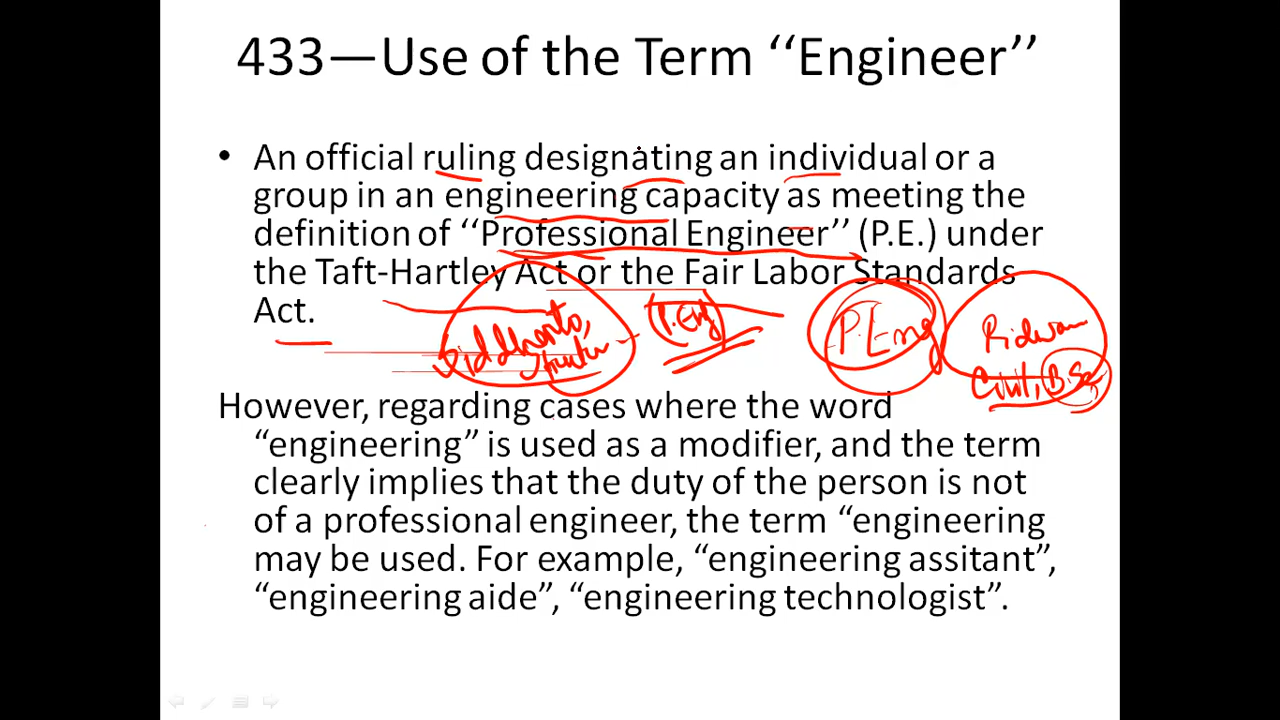 433—Use of the Term ‘‘Engineer’’
• An official ruling designating an individual or a
group in an engineering capacity as meeting the
definition of ‘‘Professional Engineer’’ (P.E.) under
the Taft-Hartley Act or the Fair Labor Standards
Act.
(P.Eng)
P.Eng
Ridwan
Civil, B.Sc,
However, regarding cases where the word
“engineering” is used as a modifier, and the term
clearly implies that the duty of the person is not
of a professional engineer, the term “engineering
may be used. For example, “engineering assitant”,
“engineering aide”, “engineering technologist”.